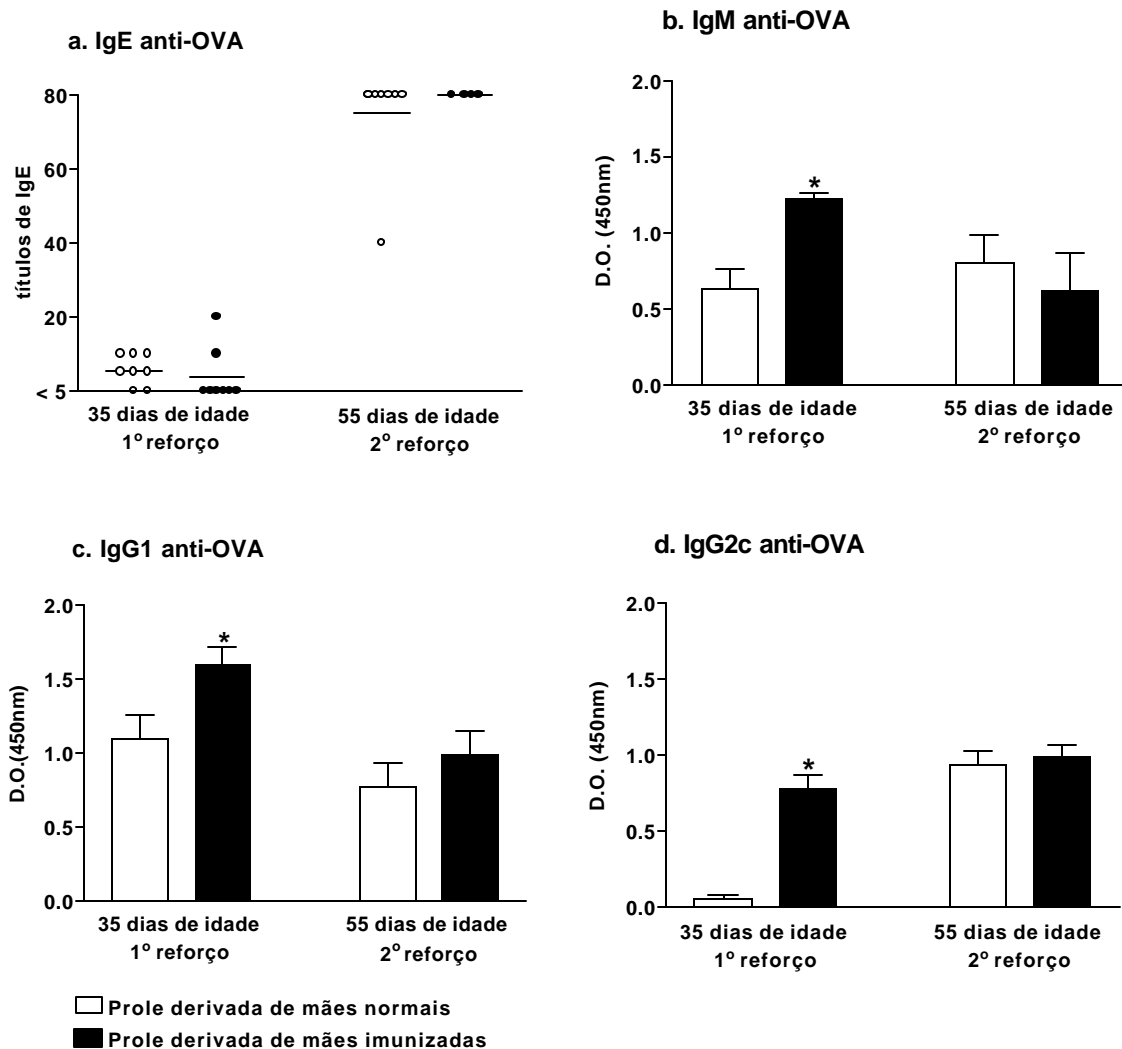 a. IgE anti-OVA
títulos de IgE
80
60
40
20
< 5
35 dias de idade
1º reforço
55 dias de idade
2º reforço
b. IgM anti-OVA
D.O. (450nm)
2.0
1.5
1.0
0.5
0.0
*
35 dias de idade
1º reforço
55 dias de idade
2º reforço
c. IgG1 anti-OVA
D.O.(450nm)
2.0
1.5
1.0
0.5
0.0
*
35 dias de idade
1º reforço
55 dias de idade
2º reforço
d. IgG2c anti-OVA
D.O. (450nm)
2.0
1.5
1.0
0.5
0.0
*
35 dias de idade
1º reforço
55 dias de idade
2º reforço
Prole derivada de mães normais
Prole derivada de mães imunizadas